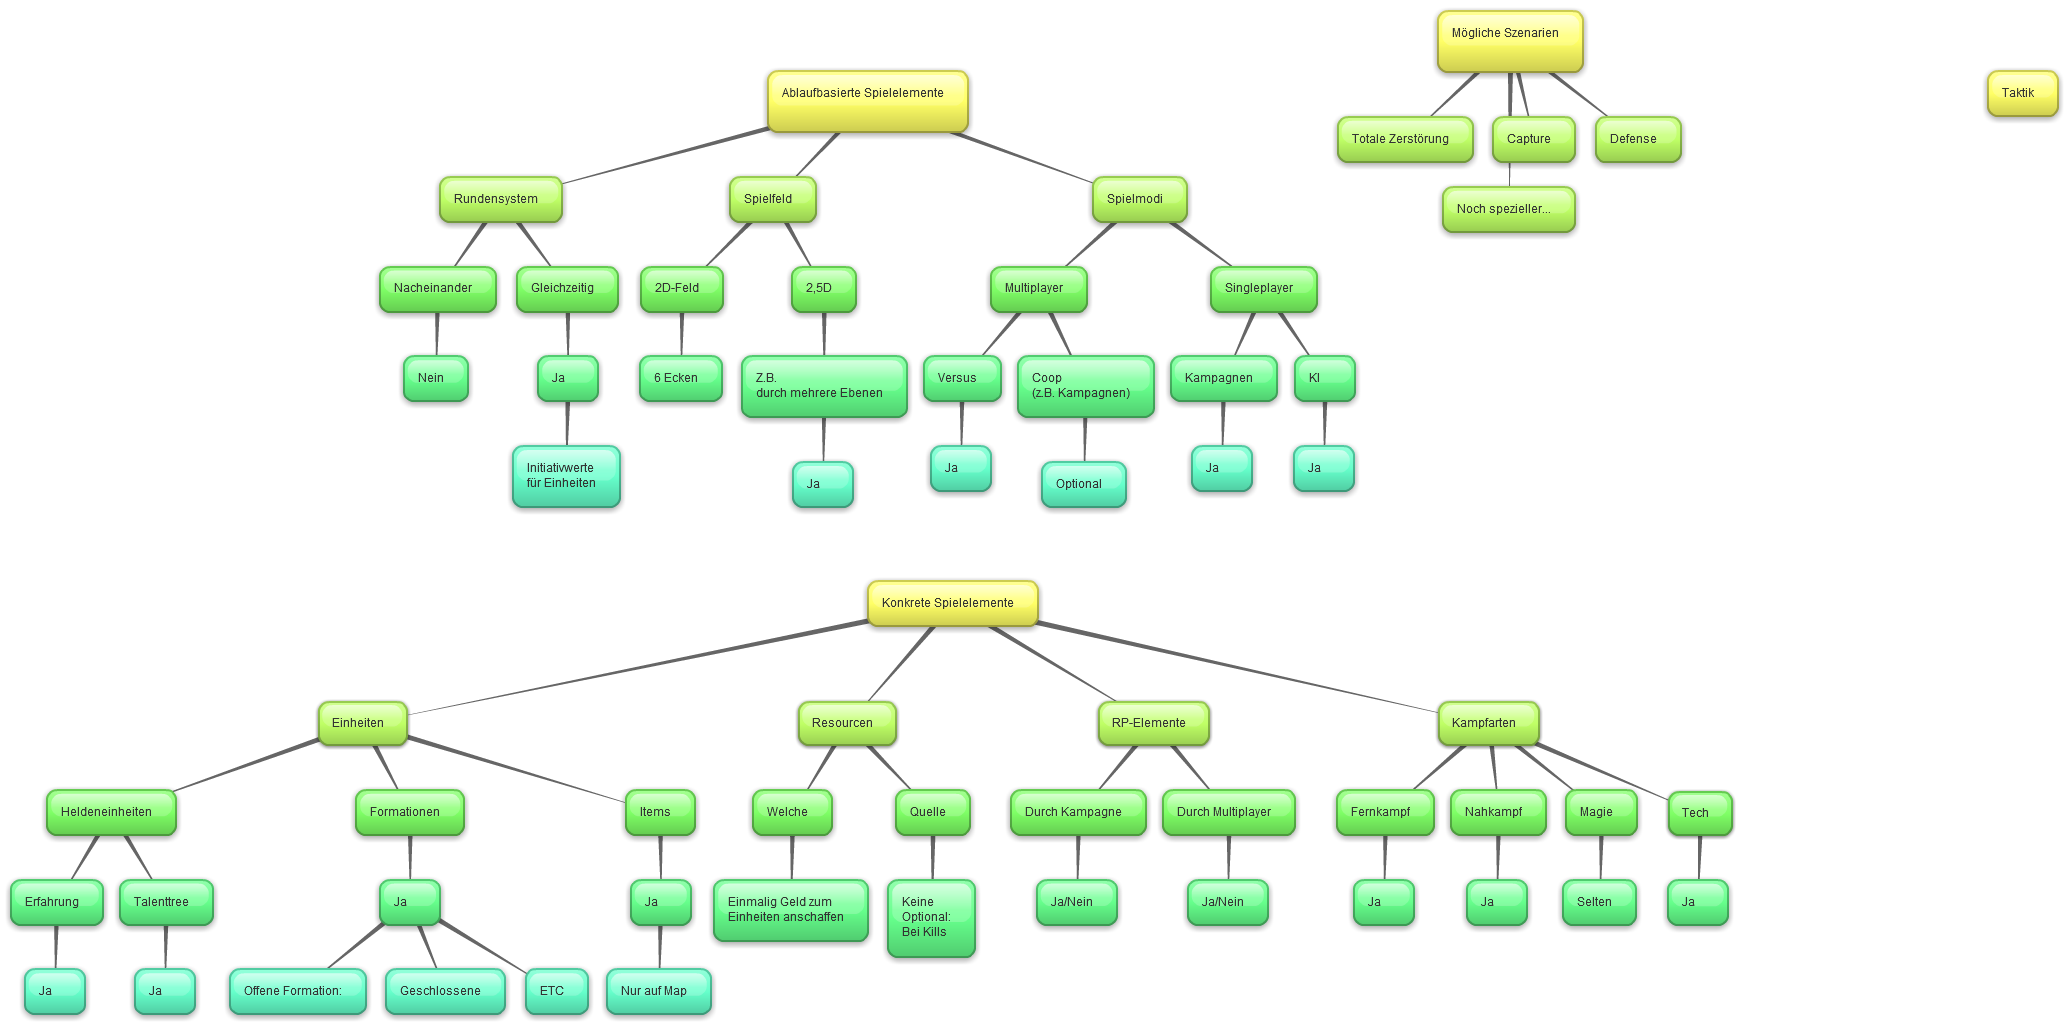 Mögliche Szenarien
Ablaufbasierte Spielelemente
Taktik
Totale Zerstörung
Capture
Defense
Rundensystem
Spielfeld
Spielmodi
Noch spezieller...
Nacheinander
Gleichzeitig
2D-Feld
2,5D
Multiplayer
Singleplayer
Nein
Ja
6 Ecken
Z.B.
durch mehrere Ebenen
Versus
Coop
(z.B. Kampagnen)
Kampagnen
KI
Initiativwerte
für Einheiten
Ja
Ja
Optional
Ja
Ja
Konkrete Spielelemente
Einheiten
Resourcen
RP-Elemente
Kampfarten
Heldeneinheiten
Formationen
Items
Welche
Quelle
Durch Kampagne
Durch Multiplayer
Fernkampf
Nahkampf
Magie
Tech
Erfahrung
Talenttree
Ja
Ja
Einmalig Geld zum
Einheiten anschaffen
Keine
Optional:
Bei Kills
Ja/Nein
Ja/Nein
Ja
Ja
Selten
Ja
Ja
Ja
Offene Formation:
Geschlossene
ETC
Nur auf Map